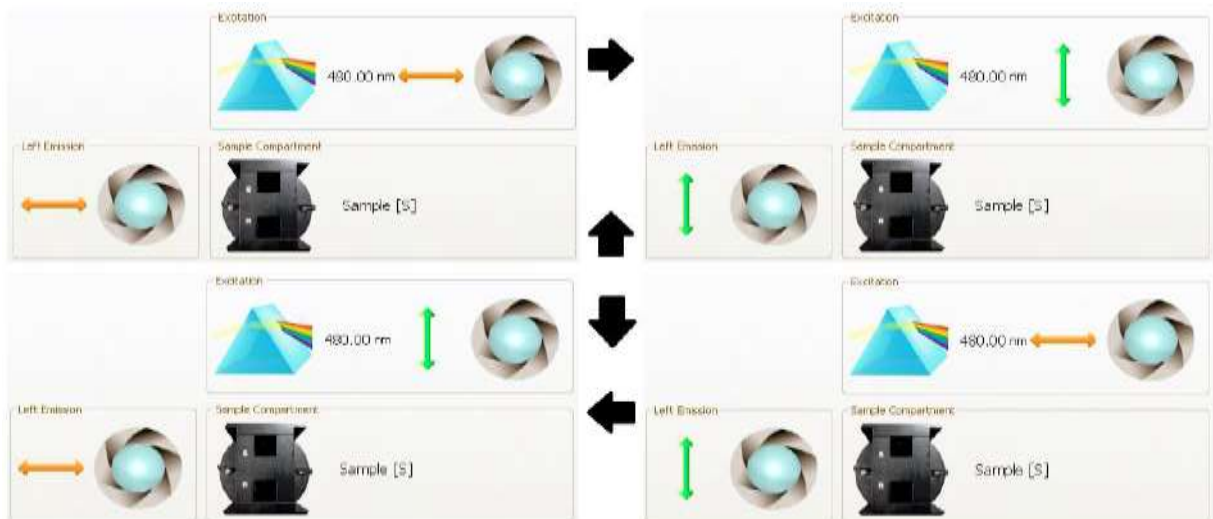 Excitation
480.00 nm
Left Emission
Sample Compartment
Sample [S]
Excitation
480.00 nm
Left Emission
Sample Compartment
Sample [S]
Excitation
480.00 nm
Left Emission
Sample Compartment
Sample [S]
Excitation
480.00 nm
Left Emission
Sample Compartment
Sample [S]